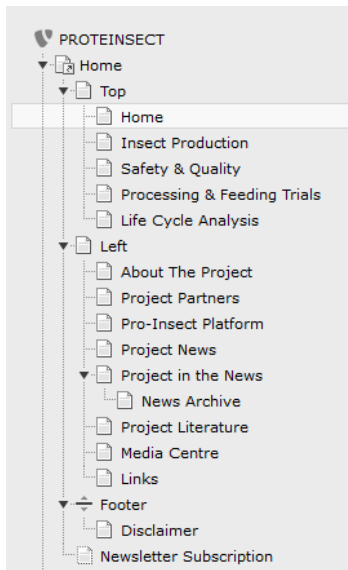 PROTEINSECT
Home
Top
Home
Insect Production
Safety & Quality
Processing & Feeding Trials
Life Cycle Analysis
Left
About The Project
Project Partners
Pro-Insect Platform
Project News
Project in the News
News Archive
Project Literature
Media Centre
Links
Footer
Disclaimer
Newsletter Subscription